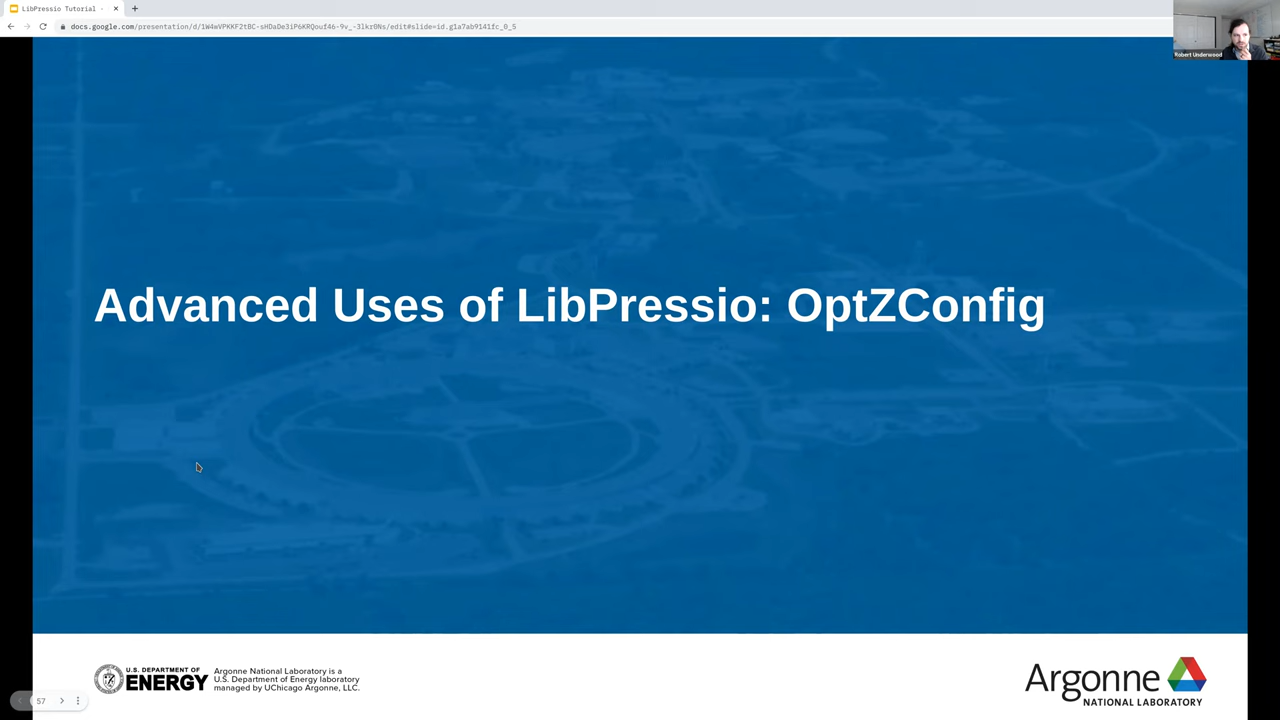 LibPressio Tutorial -
docs.google.com/presentation/d/1W4wVPKKF2tBC-sHDaDe3iP6KRQouf46-9v_-3lkr0Ns/edit#slide=id.g1a7ab9141fc_0_5
Robert Underwood
Advanced Uses of LibPressio: OptZConfig
U.S. DEPARTMENT OF
ENERGY
Argonne National Laboratory is a
U.S. Department of Energy laboratory
managed by UChicago Argonne, LLC.
Argonne
NATIONAL LABORATORY
57